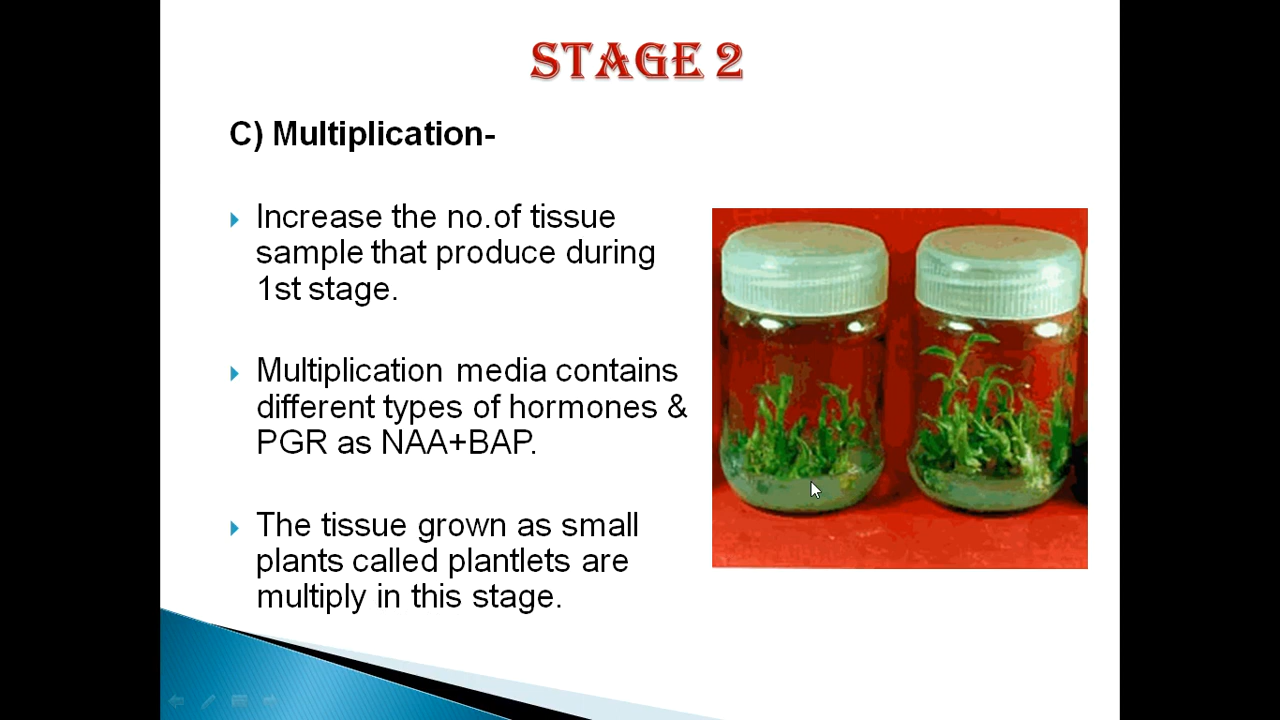 STAGE 2
C) Multiplication-
Increase the no.of tissue
sample that produce during
1st stage.
Multiplication media contains
different types of hormones &
PGR as NAA+BAP.
The tissue grown as small
plants called plantlets are
multiply in this stage.